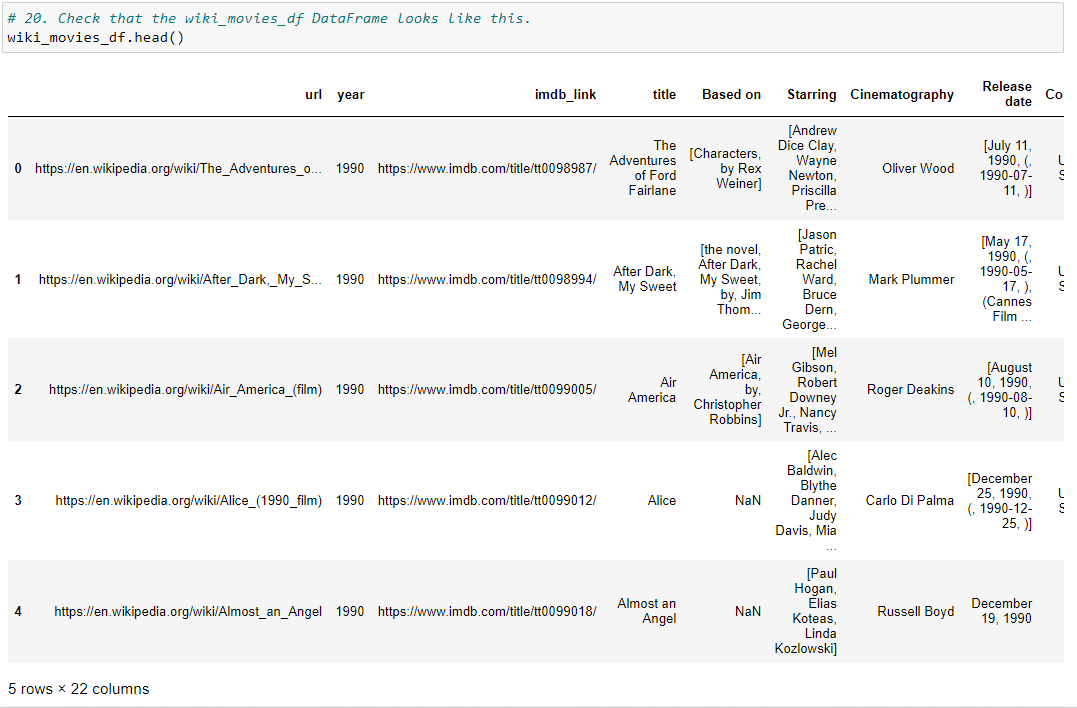 # 20. Check that the wiki_movies_df DataFrame looks like this.
wiki_movies_df.head()
url year imdb_link title Based on Starring Cinematography Release date Co
0 https://en.wikipedia.org/wiki/The_Adventures_o... 1990 https://www.imdb.com/title/tt0098987/ The Adventures of Ford Fairlane [Characters, by Rex Weiner] [Andrew Dice Clay, Wayne Newton, Priscilla Pre... Oliver Wood [July 11, 1990, (, 1990-07-11, )] U S
1 https://en.wikipedia.org/wiki/After_Dark,_My_S... 1990 https://www.imdb.com/title/tt0098994/ After Dark, My Sweet [the novel, After Dark, My Sweet, by, Jim Thom... [Jason Patric, Rachel Ward, Bruce Dern, George... Mark Plummer [May 17, 1990, (, 1990-05-17, ), (Cannes Film ... U S
2 https://en.wikipedia.org/wiki/Air_America_(film) 1990 https://www.imdb.com/title/tt0099005/ Air America [Air America, by, Christopher Robbins] [Mel Gibson, Robert Downey Jr., Nancy Travis, ... Roger Deakins [August 10, 1990, (, 1990-08-10, )] U S
3 https://en.wikipedia.org/wiki/Alice_(1990_film) 1990 https://www.imdb.com/title/tt0099012/ Alice NaN [Alec Baldwin, Blythe Danner, Judy Davis, Mia ... Carlo Di Palma [December 25, 1990, (, 1990-12-25, )] U S
4 https://en.wikipedia.org/wiki/Almost_an_Angel 1990 https://www.imdb.com/title/tt0099018/ Almost an Angel NaN [Paul Hogan, Elias Koteas, Linda Kozlowski] Russell Boyd December 19, 1990
5 rows × 22 columns